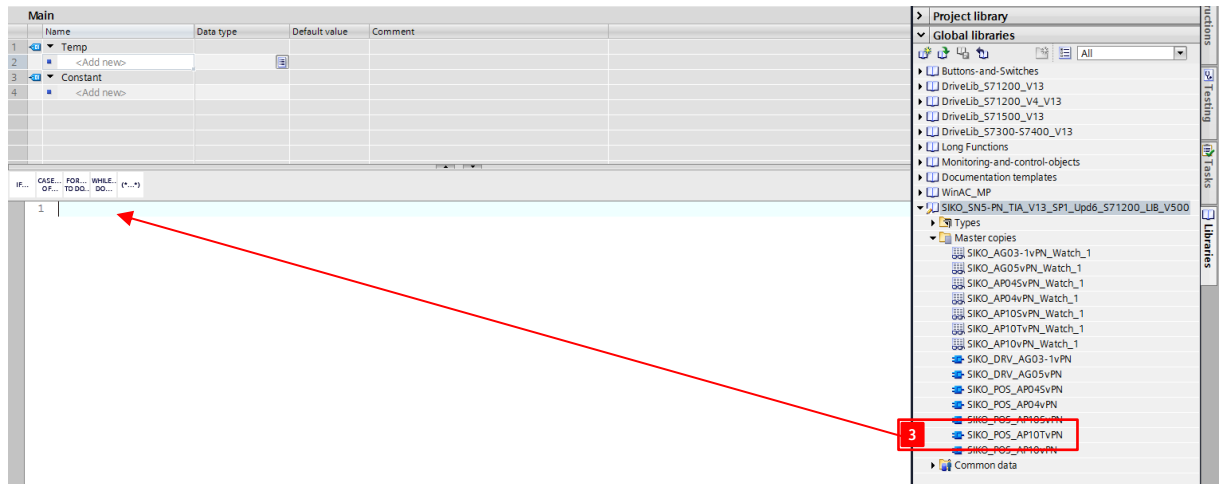 Main
Name Data type Default value Comment
1 Temp
2 <Add new>
3 Constant
4 <Add new>
IF... CASE... OF... FOR... TO DO... WHILE... DO... (*...*)
1
Project library
Global libraries
All
Buttons-and-Switches
DriveLib_S71200_V13
DriveLib_S71200_V4_V13
DriveLib_S71500_V13
DriveLib_S7300-S7400_V13
Long Functions
Monitoring-and-control-objects
Documentation templates
WinAC_MP
SIKO_SN5-PN_TIA_V13_SP1_Upd6_S71200_LIB_V500
Types
Master copies
SIKO_AG03-1vPN_Watch_1
SIKO_AG05vPN_Watch_1
SIKO_AP04SvPN_Watch_1
SIKO_AP04vPN_Watch_1
SIKO_AP10SvPN_Watch_1
SIKO_AP10TvPN_Watch_1
SIKO_AP10vPN_Watch_1
SIKO_DRV_AG03-1vPN
SIKO_DRV_AG05vPN
SIKO_POS_AP04SvPN
SIKO_POS_AP04vPN
SIKO_POS_AP10SvPN
3 SIKO_POS_AP10TvPN
SIKO_POS_AP10vPN
Common data
Testing
Tasks
Libraries